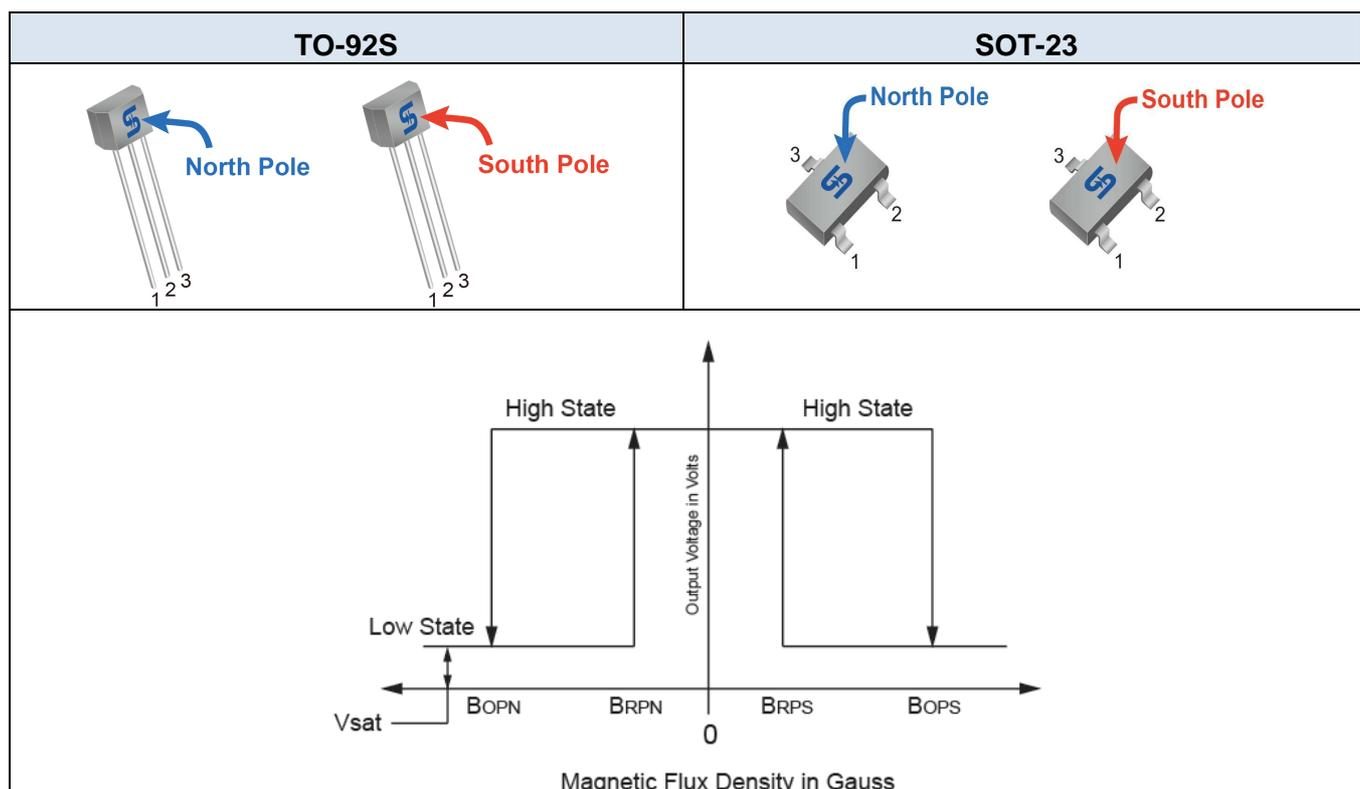 TO-92S
SOT-23
North Pole
South Pole
1 2 3
1 2 3
North Pole
South Pole
3
2
1
3
2
1
High State
High State
Output Voltage in Volts
Low State
BOPN
BRPN
BRPS
BOPS
Vsat
0
Magnetic Flux Density in Gauss